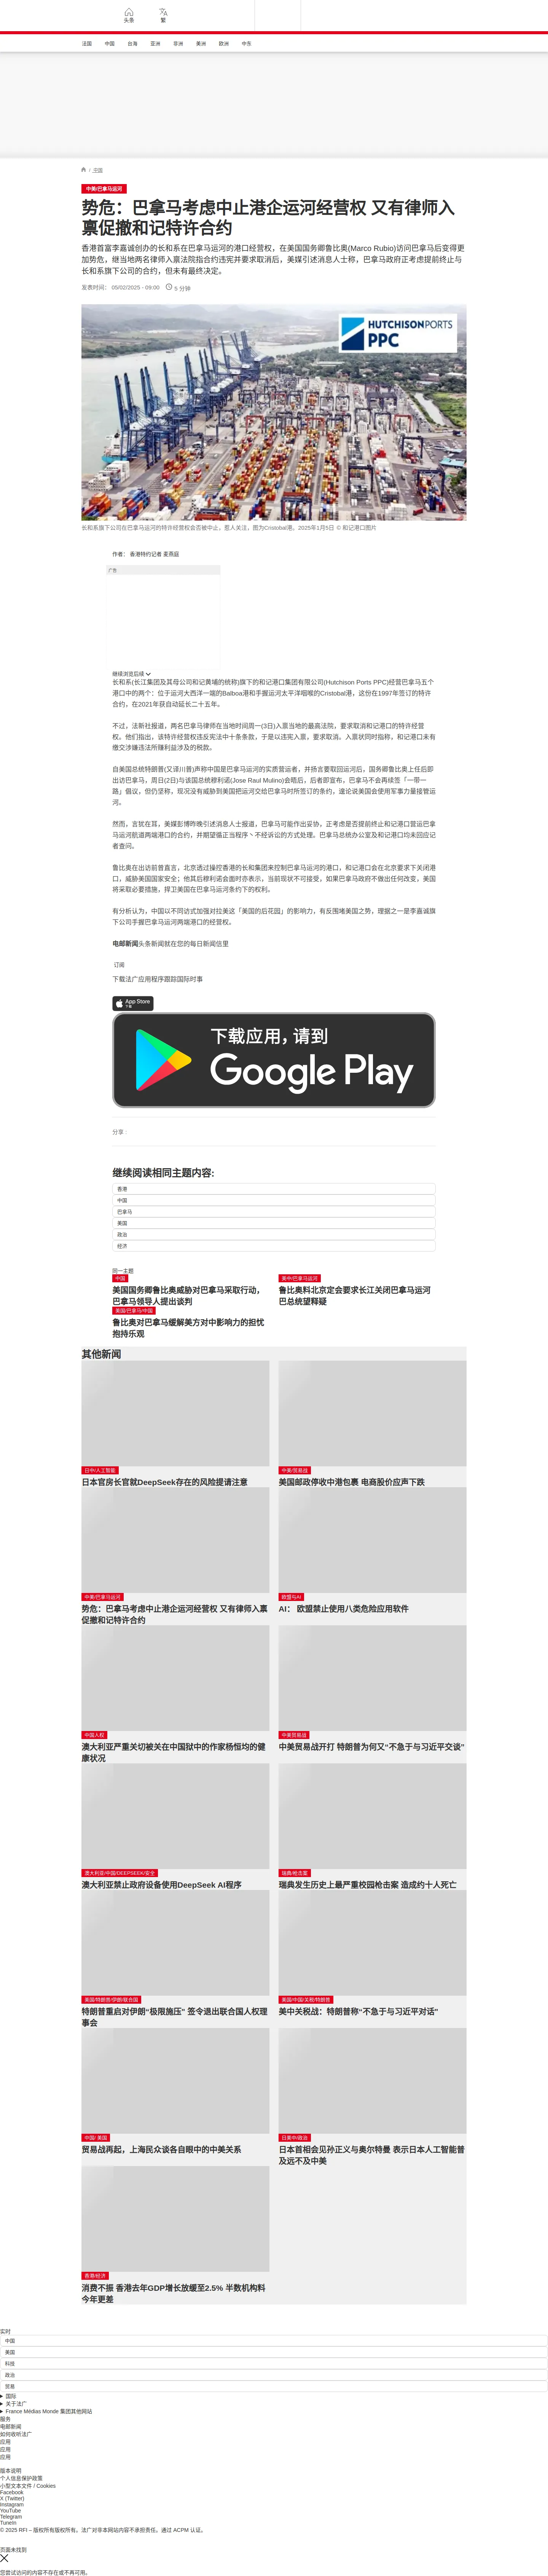 头条
繁
法国
中国
台海
亚洲
非洲
美洲
欧洲
中东
/ 中国
中美/巴拿马运河
势危：巴拿马考虑中止港企运河经营权 又有律师入
禀促撤和记特许合约
香港首富李嘉诚创办的长和系在巴拿马运河的港口经营权，在美国国务卿鲁比奥(Marco Rubio)访问巴拿马后变得更
加势危，继当地两名律师入禀法院指合约违宪并要求取消后，美媒引述消息人士称，巴拿马政府正考虑提前终止与
长和系旗下公司的合约，但未有最终决定。
发表时间： 05/02/2025 - 09:00
5 分钟
HUTCHISON PORTS
PPC
长和系旗下公司在巴拿马运河的特许经营权会否被中止，惹人关注，图为Cristobal港。2025年1月5日 © 和记港口图片
作者： 香港特约记者 麦燕庭
广告
继续浏览后续
长和系(长江集团及其母公司和记黄埔的统称)旗下的和记港口集团有限公司(Hutchison Ports PPC)经营巴拿马五个
港口中的两个：位于运河大西洋一端的Balboa港和手握运河太平洋咽喉的Cristobal港，这份在1997年签订的特许
合约，在2021年获自动延长二十五年。
不过，法新社报道，两名巴拿马律师在当地时间周一(3日)入禀当地的最高法院，要求取消和记港口的特许经营
权。他们指出，该特许经营权违反宪法中十条条款，于是以违宪入禀，要求取消。入禀状同时指称，和记港口未有
缴交涉嫌违法所赚利益涉及的税款。
自美国总统特朗普(又译川普)声称中国是巴拿马运河的实质营运者，并扬言要取回运河后，国务卿鲁比奥上任后即
出访巴拿马，周日(2日)与该国总统穆利诺(Jose Raul Mulino)会晤后，后者即宣布，巴拿马不会再续签「一带一
路」倡议，但仍坚称，现况没有威胁到美国把运河交给巴拿马时所签订的条约，遑论说美国会使用军事力量接管运
河。
然而，言犹在耳，美媒彭博昨晚引述消息人士报道，巴拿马可能作出妥协，正考虑是否提前终止和记港口营运巴拿
马运河航道两端港口的合约，并期望循正当程序丶不经诉讼的方式处理。巴拿马总统办公室及和记港口均未回应记
者查问。
鲁比奥在出访前曾直言，北京透过操控香港的长和集团来控制巴拿马运河的港口，和记港口会在北京要求下关闭港
口，威胁美国国家安全；他其后穆利诺会面时亦表示，当前现状不可接受，如果巴拿马政府不做出任何改变，美国
将采取必要措施，捍卫美国在巴拿马运河条约下的权利。
有分析认为，中国以不同访式加强对拉美这「美国的后花园」的影响力，有反围堵美国之势，理据之一是李嘉诚旗
下公司手握巴拿马运河两端港口的经营权。
电邮新闻头条新闻就在您的每日新闻信里
订阅
下载法广应用程序跟踪国际时事
App Store
下载
下载应用，请到
Google Play
分享 :
继续阅读相同主题内容:
香港
中国
巴拿马
美国
政治
经济
同一主题
中国
美国国务卿鲁比奥威胁对巴拿马采取行动，
巴拿马领导人提出谈判
美中/巴拿马运河
鲁比奥料北京定会要求长江关闭巴拿马运河
巴总统望释疑
美国/巴拿马/中国
鲁比奥对巴拿马缓解美方对中影响力的担忧
抱持乐观
其他新闻
日中/人工智能
日本官房长官就DeepSeek存在的风险提请注意
中美/贸易战
美国邮政停收中港包裹 电商股价应声下跌
中美/巴拿马运河
势危：巴拿马考虑中止港企运河经营权 又有律师入禀
促撤和记特许合约
欧盟与AI
AI： 欧盟禁止使用八类危险应用软件
中国人权
澳大利亚严重关切被关在中国狱中的作家杨恒均的健
康状况
中美贸易战
中美贸易战开打 特朗普为何又"不急于与习近平交谈"
澳大利亚/中国/DEEPSEEK/安全
澳大利亚禁止政府设备使用DeepSeek AI程序
瑞典/枪击案
瑞典发生历史上最严重校园枪击案 造成约十人死亡
美国/特朗普/伊朗/联合国
特朗普重启对伊朗"极限施压" 签令退出联合国人权理
事会
美国/中国/关税/特朗普
美中关税战：特朗普称"不急于与习近平对话"
中国/ 美国
贸易战再起，上海民众谈各自眼中的中美关系
日美中/政治
日本首相会见孙正义与奥尔特曼 表示日本人工智能普
及远不及中美
香港/经济
消费不振 香港去年GDP增长放缓至2.5% 半数机构料
今年更差
实时
中国
美国
科技
政治
贸易
国际
关于法广
France Médias Monde 集团其他网站
服务
电邮新闻
如何收听法广
应用
应用
应用
版本说明
个人信息保护政策
小型文本文件 / Cookies
Facebook
X (Twitter)
Instagram
YouTube
Telegram
TuneIn
© 2025 RFI – 版权所有版权所有。法广对非本网站内容不承担责任。通过 ACPM 认证。
页面未找到
您尝试访问的内容不存在或不再可用。